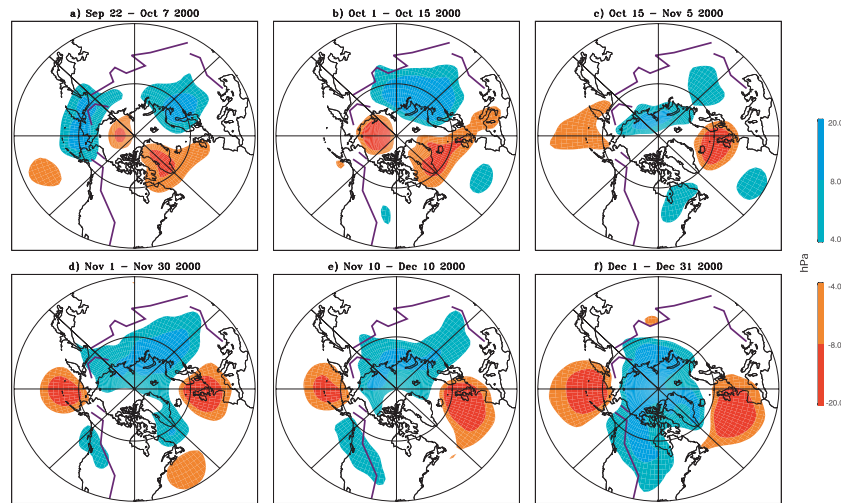 a) Sep 22 - Oct 7 2000
b) Oct 1 - Oct 15 2000
c) Oct 15 - Nov 5 2000
d) Nov 1 - Nov 30 2000
e) Nov 10 - Dec 10 2000
f) Dec 1 - Dec 31 2000
20.0
8.0
4.0
hPa
-4.0
-8.0
-20.0